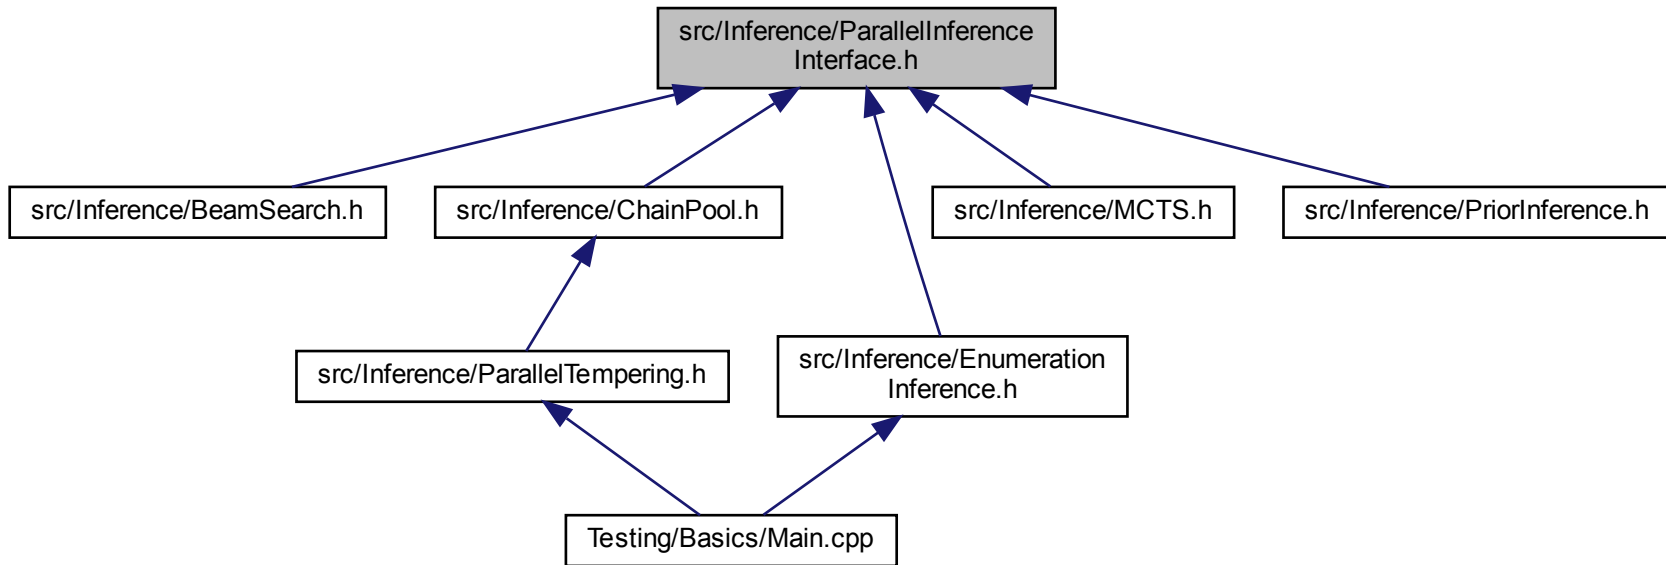 src/Inference/ParallelInference
Interface.h
src/Inference/BeamSearch.h
src/Inference/ChainPool.h
src/Inference/MCTS.h
src/Inference/PriorInference.h
src/Inference/ParallelTempering.h
src/Inference/Enumeration
Inference.h
Testing/Basics/Main.cpp